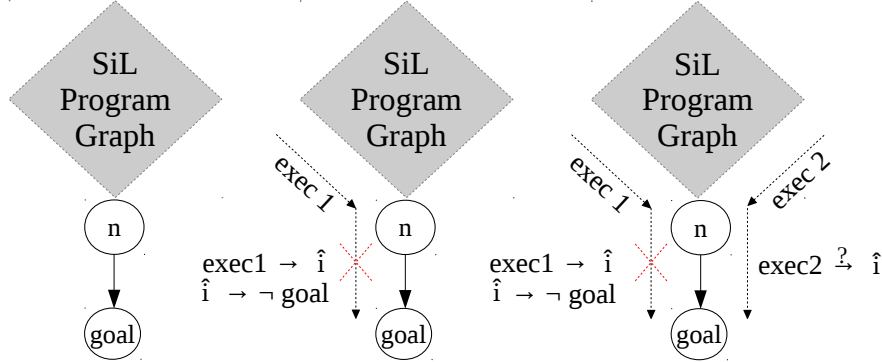 SiL
Program
Graph
n
goal
SiL
Program
Graph
exec 1
n
exec1 → î
î → ¬ goal
goal
SiL
Program
Graph
exec 1
exec 2
n
exec1 → î
î → ¬ goal
exec2 →? î
goal